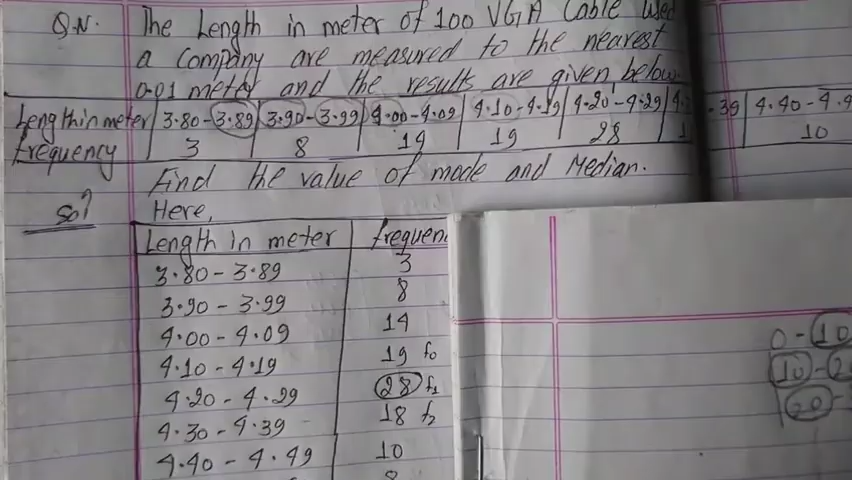 Q.N. The Length in meter of 100 VGA Cable Used
a company are measured to the nearest
0.01 meter and the results are given below.
Length in meter 3.80-3.89 3.90-3.99 4.00-4.09 4.10-4.19 4.20-4.29 .39 4.40-4.4
frequency 3 8 14 19 28 1 10
Find the value of mode and Median.
Sol^n Here,
Length in meter frequen
3.80-3.89 3
3.90-3.99 8
4.00-4.09 14
4.10-4.19 19 f₀
4.20-4.29 28 f₁
4.30-4.39 18 f₂
4.40-4.49 10
8
0-10
10-2
20-